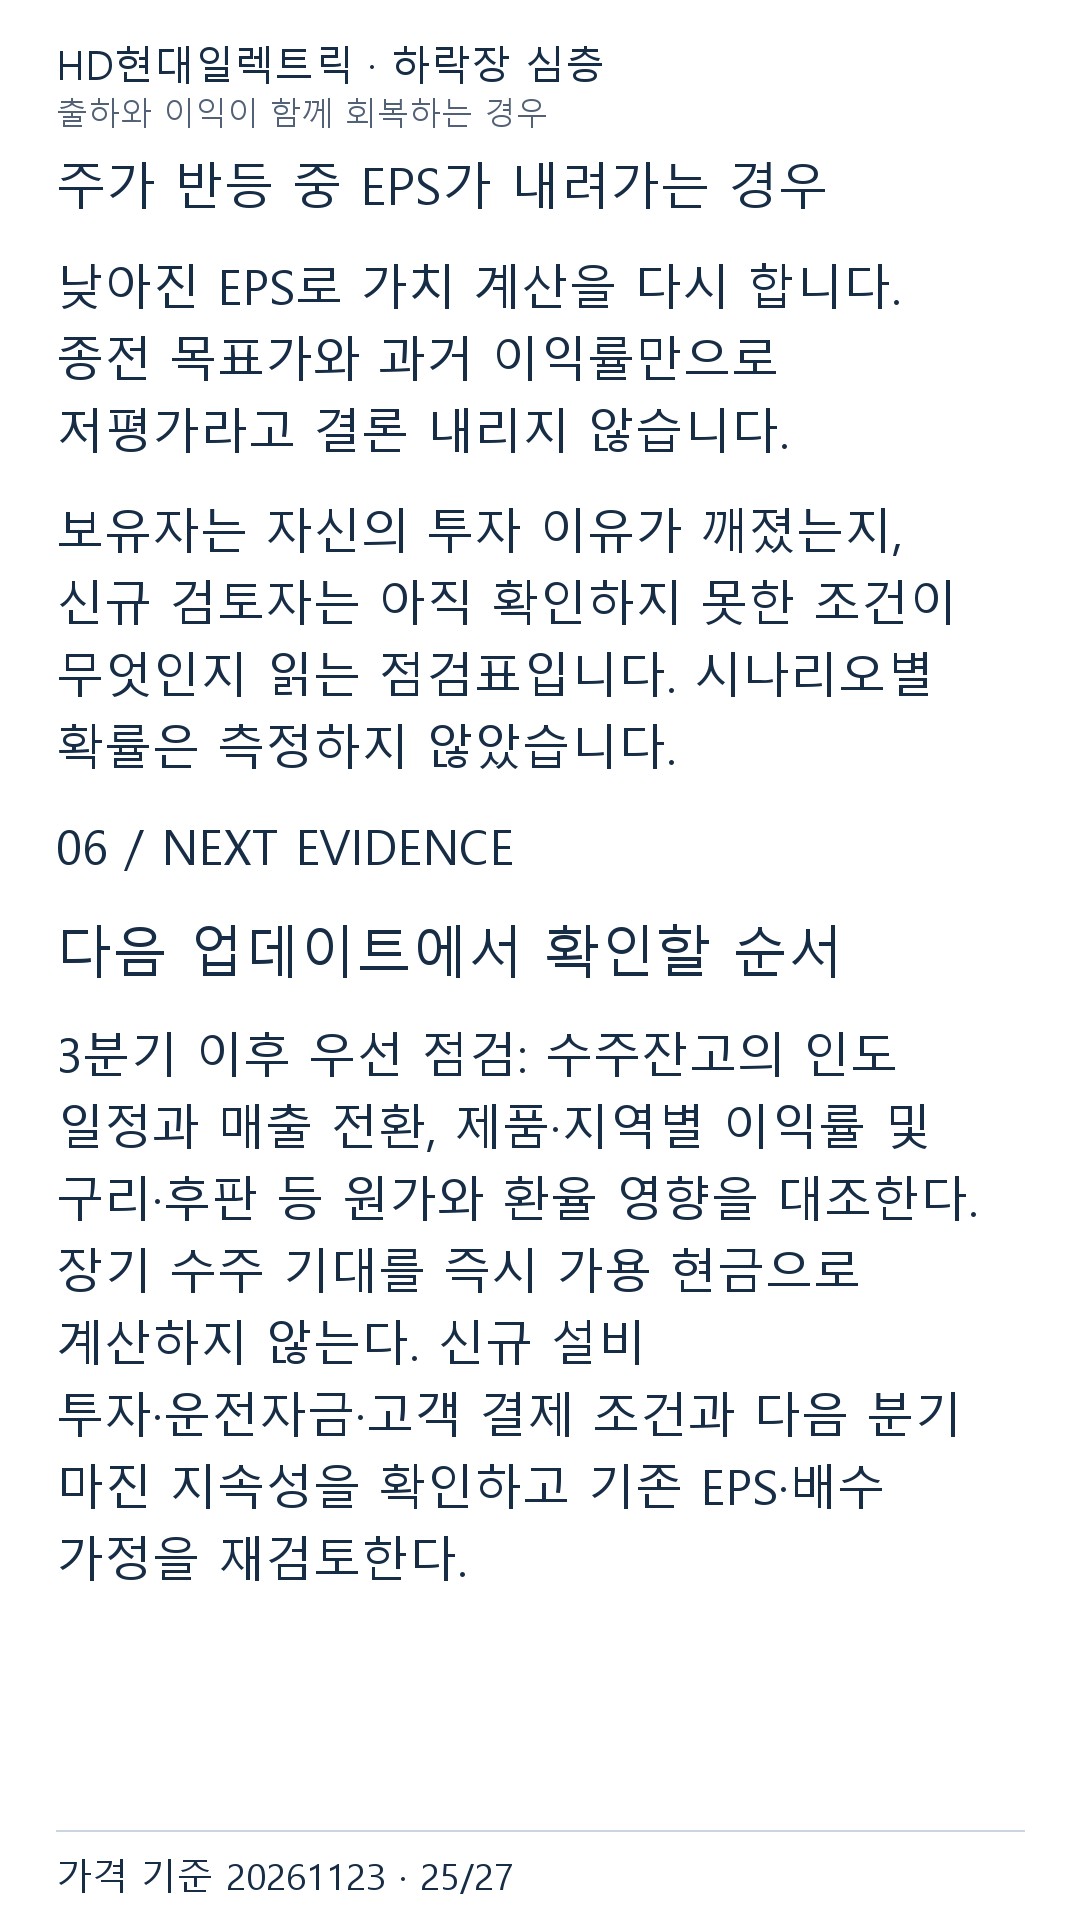 HD현대일렉트릭 · 하락장 심층
출하와 이익이 함께 회복하는 경우
주가 반등 중 EPS가 내려가는 경우
낮아진 EPS로 가치 계산을 다시 합니다.
종전 목표가와 과거 이익률만으로
저평가라고 결론 내리지 않습니다.
보유자는 자신의 투자 이유가 깨졌는지,
신규 검토자는 아직 확인하지 못한 조건이
무엇인지 읽는 점검표입니다. 시나리오별
확률은 측정하지 않았습니다.
06 / NEXT EVIDENCE
다음 업데이트에서 확인할 순서
3분기 이후 우선 점검: 수주잔고의 인도
일정과 매출 전환, 제품·지역별 이익률 및
구리·후판 등 원가와 환율 영향을 대조한다.
장기 수주 기대를 즉시 가용 현금으로
계산하지 않는다. 신규 설비
투자·운전자금·고객 결제 조건과 다음 분기
마진 지속성을 확인하고 기존 EPS·배수
가정을 재검토한다.
가격 기준 20261123 · 25/27